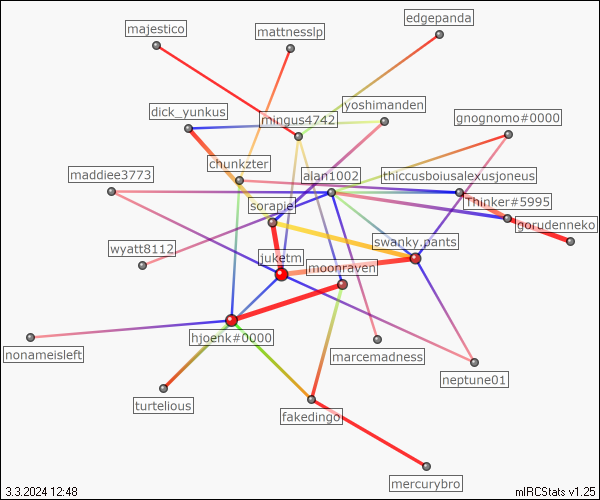 edgepanda
majestico
mattnesslp
yoshimanden
dick_yunkus
mingus4742
gnognomo#0000
chunkzter
maddiee3773
alan1002
thiccusboiusalexusjoneus
sorapie
Thinker#5995
gorudenneko
wyatt8112
swanky.pants
juketm
moonraven
hjoenk#0000
nonameisleft
marcemadness
neptune01
turtelious
fakedingo
mercurybro
3.3.2024 12:48
mIRCStats v1.25